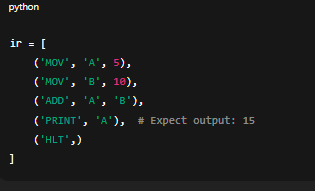 python
ir = [
    ('MOV', 'A', 5),
    ('MOV', 'B', 10),
    ('ADD', 'A', 'B'),
    ('PRINT', 'A'),  # Expect output: 15
    ('HLT',)
]